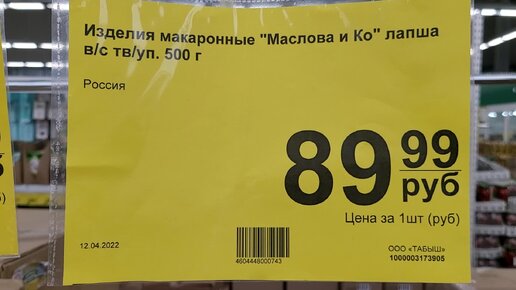 Изделия макаронные "Маслова и Ко" лапша
в/с тв/уп. 500 г
Россия
89 99
руб
Цена за 1шт (руб)
12.04.2022
4604448000743
ООО «ТАБЫШ»
1000003173905